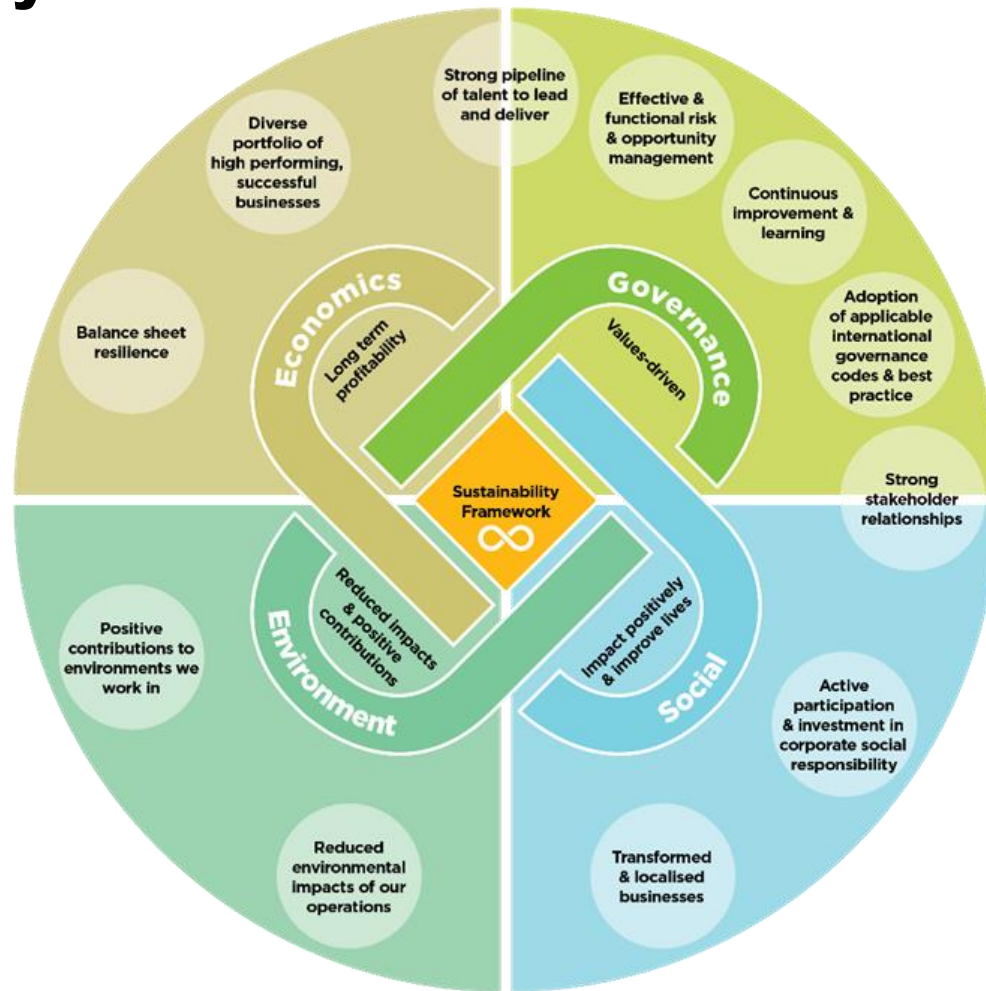 Strong pipeline
of talent to lead
and deliver
Effective &
functional risk
& opportunity
management
Diverse
portfolio of
high performing,
successful
businesses
Continuous
improvement &
learning
Balance sheet
resilience
Adoption
of applicable
international
governance
codes & best
practice
Economics
Long term
profitability
Governance
Values-driven
Sustainability
Framework
Strong
stakeholder
relationships
Environment
Reduced impacts
& positive
contributions
Social
Impact positively
& improve lives
Positive
contributions to
environments we
work in
Active
participation
& investment in
corporate social
responsibility
Reduced
environmental
impacts of our
operations
Transformed
& localised
businesses